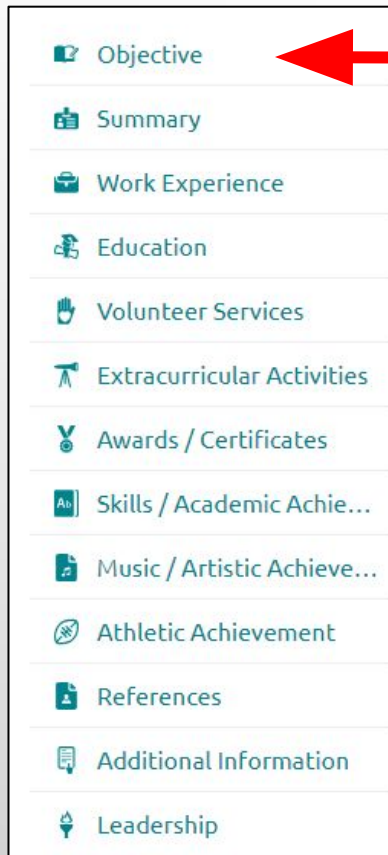 Objective
Summary
Work Experience
Education
Volunteer Services
Extracurricular Activities
Awards / Certificates
Ab
Skills / Academic Achie...
Music / Artistic Achieve...
Athletic Achievement
References
Additional Information
Leadership